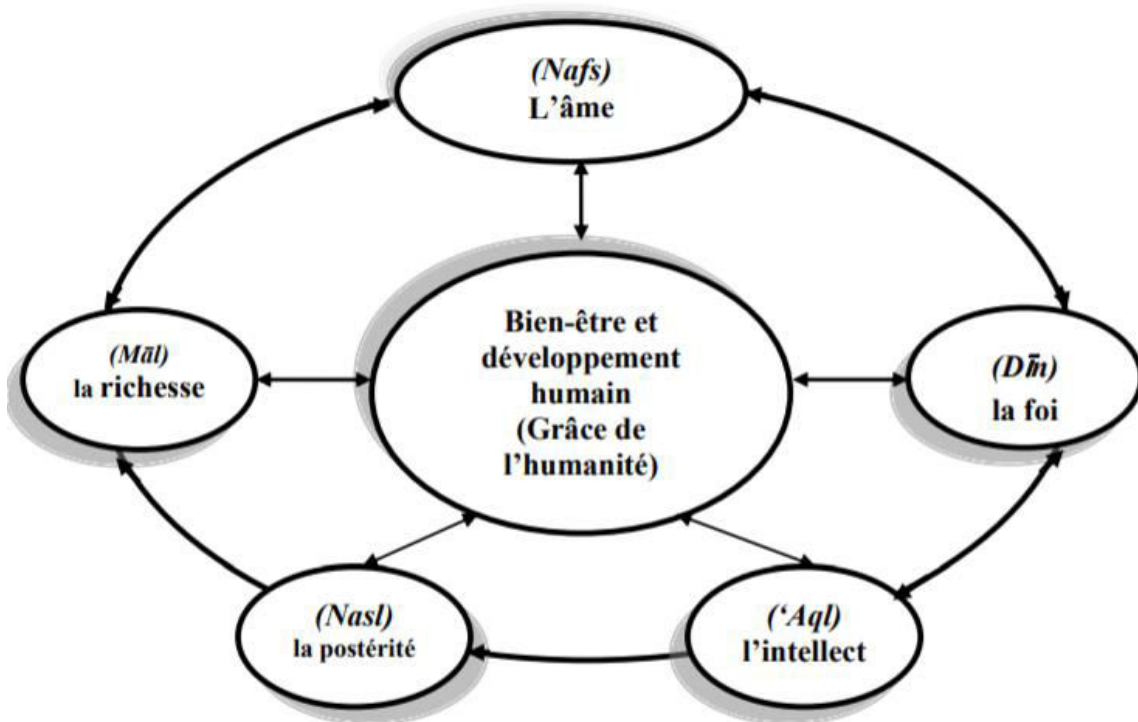 (Nafs)
L’âme
Bien-être et
développement
humain
(Grâce de
l’humanité)
(Māl)
la richesse
(Dīn)
la foi
(Nasl)
la postérité
(‘Aql)
l’intellect